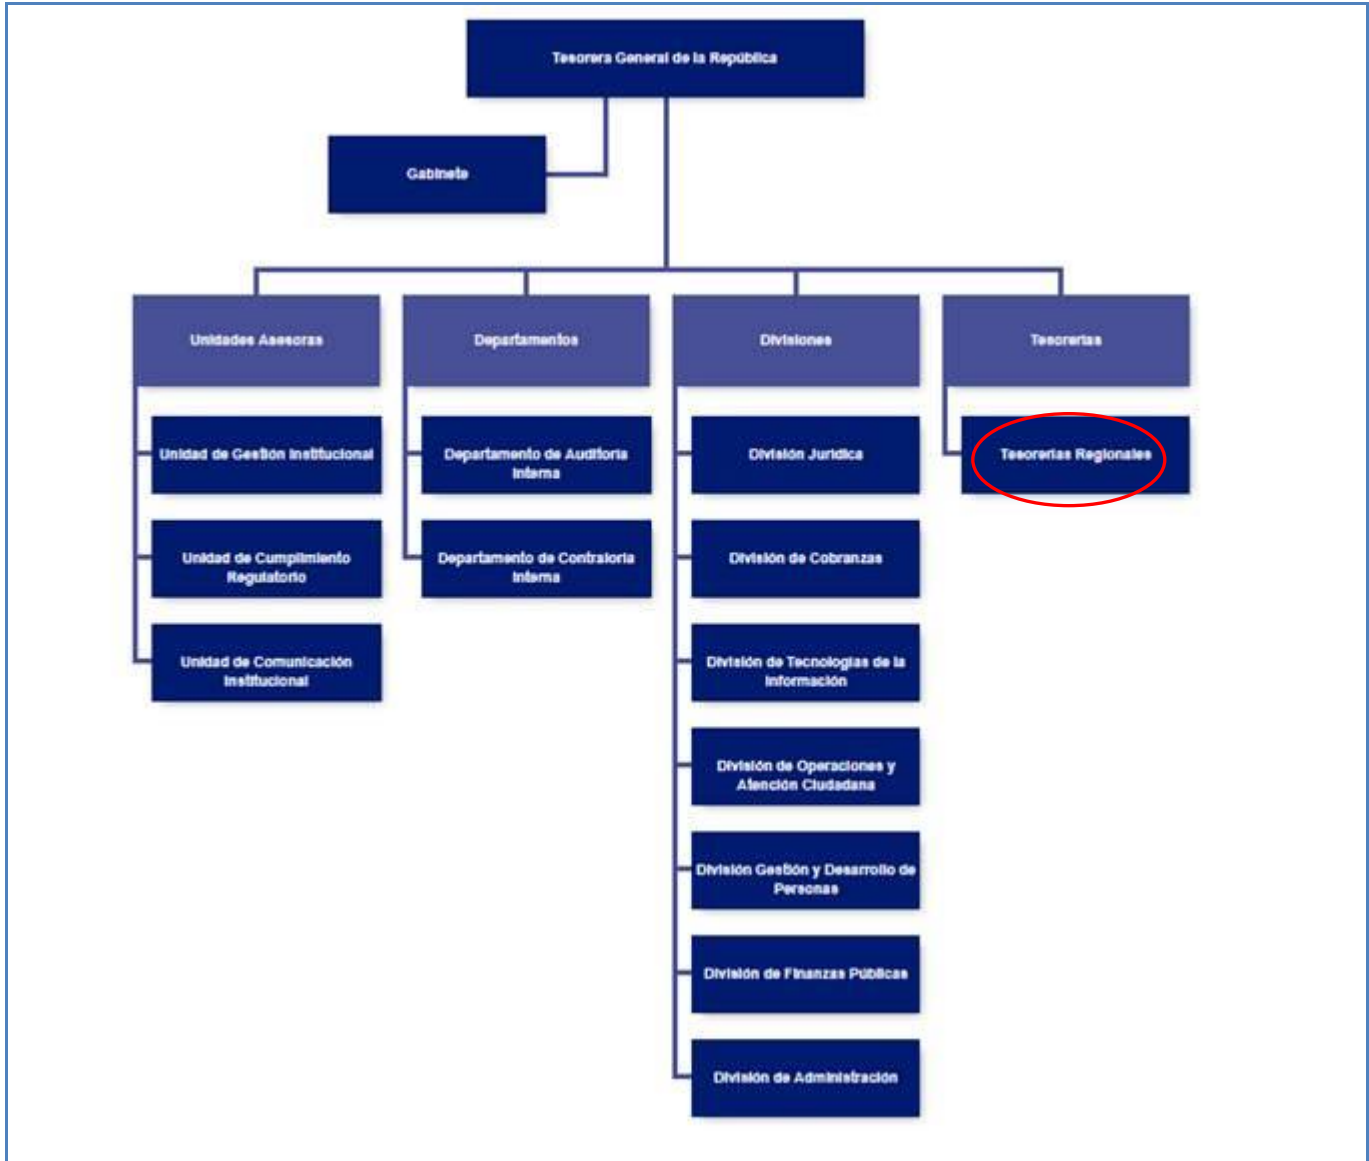 Tesorera General de la República
Gabinete
Unidades Asesoras
Unidad de Gestión Institucional
Unidad de Cumplimiento
Regulatorio
Unidad de Comunicación
Institucional
Departamentos
Departamento de Auditoría
Interna
Departamento de Contraloría
Interna
Divisiones
División Jurídica
División de Cobranzas
División de Tecnologías de la
Información
División de Operaciones y
Atención Ciudadana
División Gestión y Desarrollo de
Personas
División de Finanzas Públicas
División de Administración
Tesorerías
Tesorerías Regionales